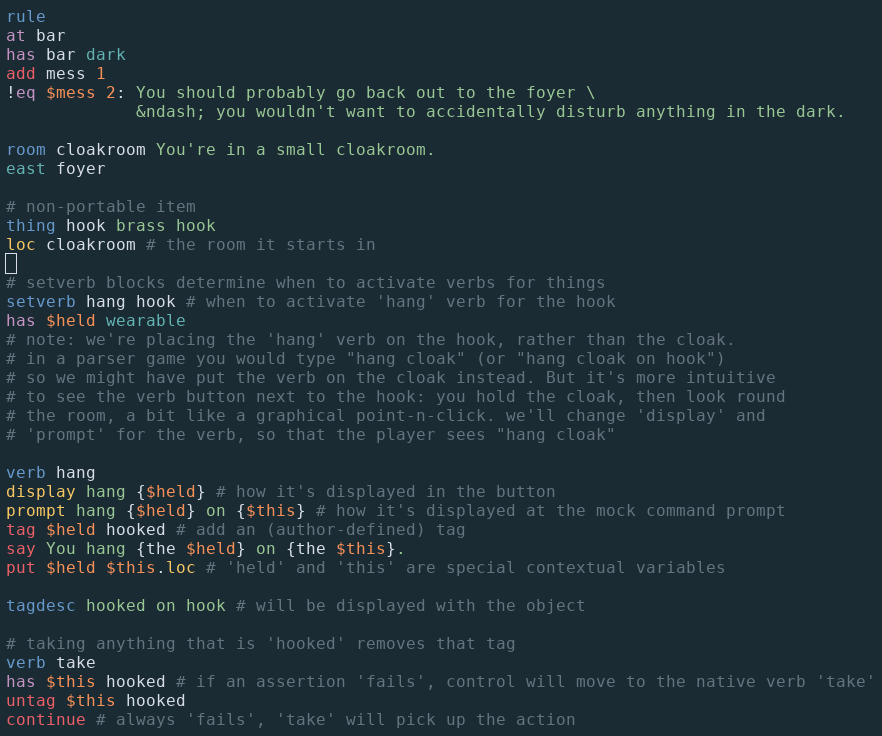 rule
at bar
has bar dark
add mess 1
!eq $mess 2: You should probably go back out to the foyer \
&ndash; you wouldn't want to accidentally disturb anything in the dark.
room cloakroom You're in a small cloakroom.
east foyer
# non-portable item
thing hook brass hook
loc cloakroom # the room it starts in
# setverb blocks determine when to activate verbs for things
setverb hang hook # when to activate 'hang' verb for the hook
has $held wearable
# note: we're placing the 'hang' verb on the hook, rather than the cloak.
# in a parser game you would type "hang cloak" (or "hang cloak on hook")
# so we might have put the verb on the cloak instead. But it's more intuitive
# to see the verb button next to the hook: you hold the cloak, then look round
# the room, a bit like a graphical point-n-click. we'll change 'display' and
# 'prompt' for the verb, so that the player sees "hang cloak"
verb hang
display hang {$held} # how it's displayed in the button
prompt hang {$held} on {$this} # how it's displayed at the mock command prompt
tag $held hooked # add an (author-defined) tag
say You hang {the $held} on {the $this}.
put $held $this.loc # 'held' and 'this' are special contextual variables
tagdesc hooked on hook # will be displayed with the object
# taking anything that is 'hooked' removes that tag
verb take
has $this hooked # if an assertion 'fails', control will move to the native verb 'take'
untag $this hooked
continue # always 'fails', 'take' will pick up the action